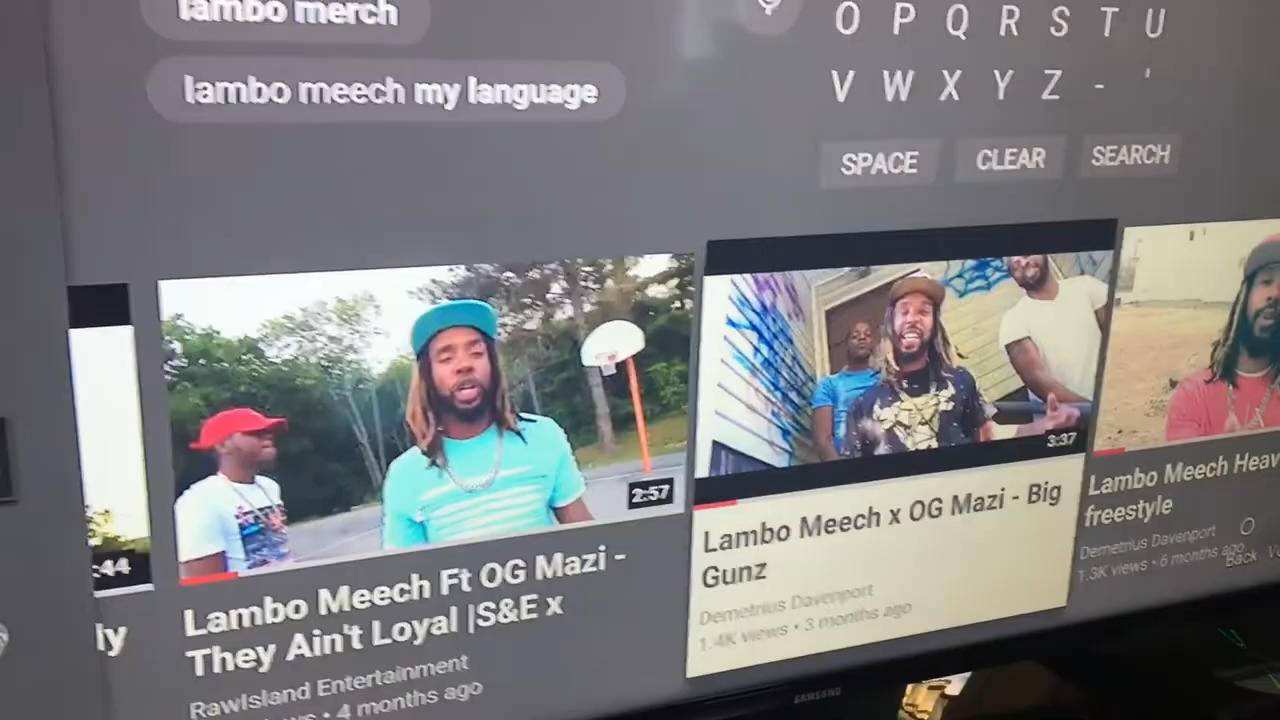 lambo merch
lambo meech my language
O P Q R S T U
V W X Y Z - '
SPACE CLEAR SEARCH
:44
ly
2:57
Lambo Meech Ft OG Mazi -
They Ain't Loyal |S&E x
RawIsland Entertainment
4 months ago
3:37
Lambo Meech x OG Mazi - Big
Gunz
Demetrius Davenport
1.4K views • 3 months ago
Lambo Meech Heav
freestyle
Demetrius Davenport
1.3K views • 6 months ago
Back
SAMSUNG